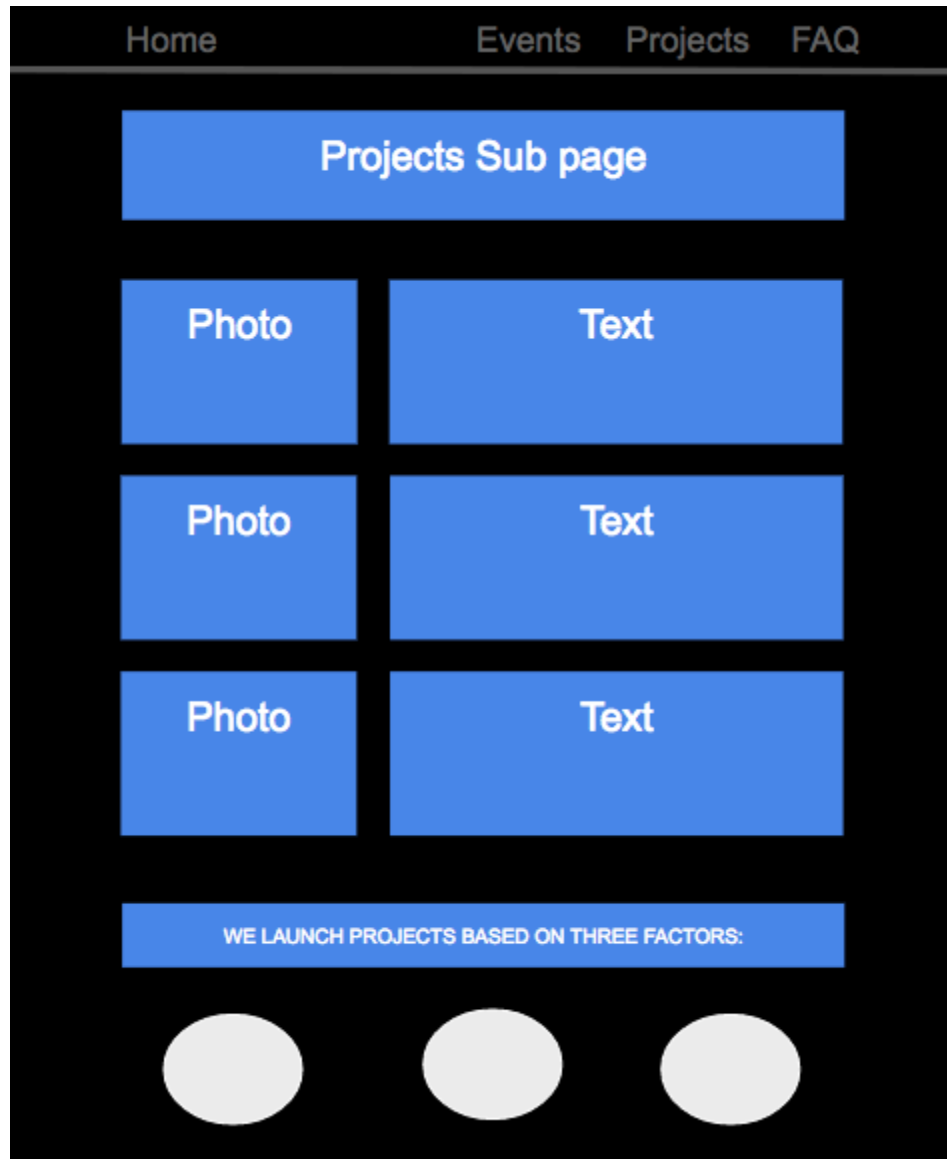 Home Events Projects FAQ
Projects Sub page
Photo Text
Photo Text
Photo Text
WE LAUNCH PROJECTS BASED ON THREE FACTORS: